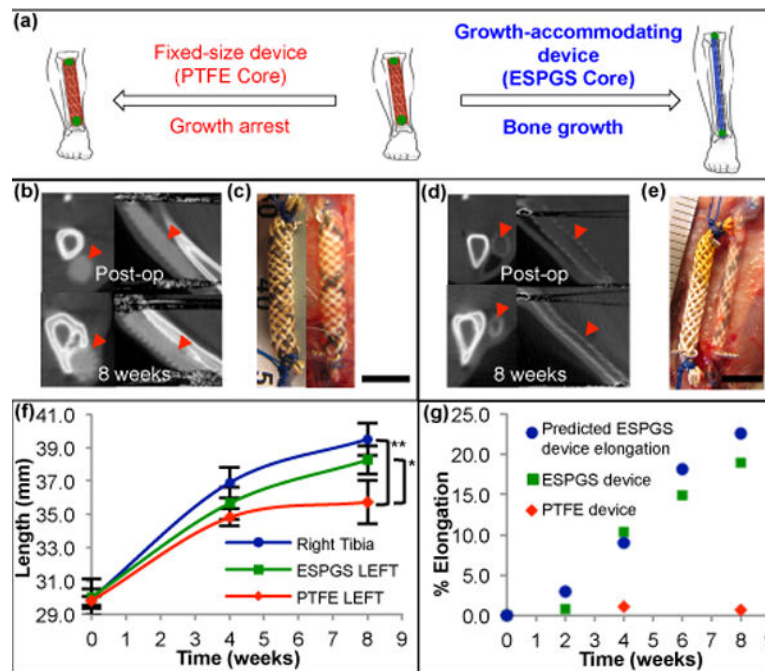 (a)
Fixed-size device
(PTFE Core)
Growth arrest
Growth-accommodating
device
(ESPGS Core)
Bone growth
(b)
Post-op
8 weeks
(c)
(d)
Post-op
8 weeks
(e)
(f)
Length (mm)
41.0
39.0
37.0
35.0
33.0
31.0
29.0
**
*
Right Tibia
ESPGS LEFT
PTFE LEFT
0 1 2 3 4 5 6 7 8 9
Time (weeks)
(g)
% Elongation
25.0
20.0
15.0
10.0
5.0
0.0
Predicted ESPGS
device elongation
ESPGS device
PTFE device
0 1 2 3 4 5 6 7 8 9
Time (weeks)